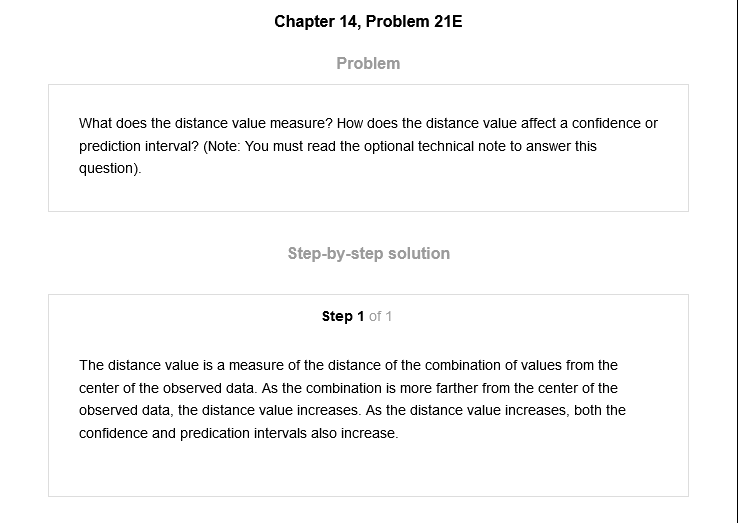 Chapter 14, Problem 21E
Problem
What does the distance value measure? How does the distance value affect a confidence or
prediction interval? (Note: You must read the optional technical note to answer this
question).
Step-by-step solution
Step 1 of 1
The distance value is a measure of the distance of the combination of values from the
center of the observed data. As the combination is more farther from the center of the
observed data, the distance value increases. As the distance value increases, both the
confidence and predication intervals also increase.